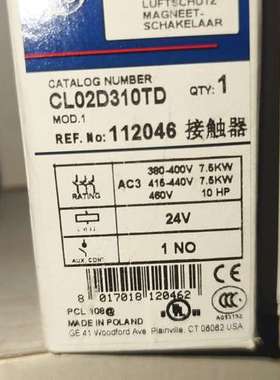 LUFTSCHÜTZ
MAGNEET-
SCHAKELAAR
CATALOG NUMBER
CL02D310TD QTY: 1
MOD.1
REF. No: 112046 接触器
RATING AC3 380-400V 7.5KW
415-440V 7.5KW
460V 10 HP
24V
AUX. CONT. 1 NO
8 017018 120462
PCL 108@
MADE IN POLAND
GE 41 Woodford Ave. Plainville, CT 06062 USA